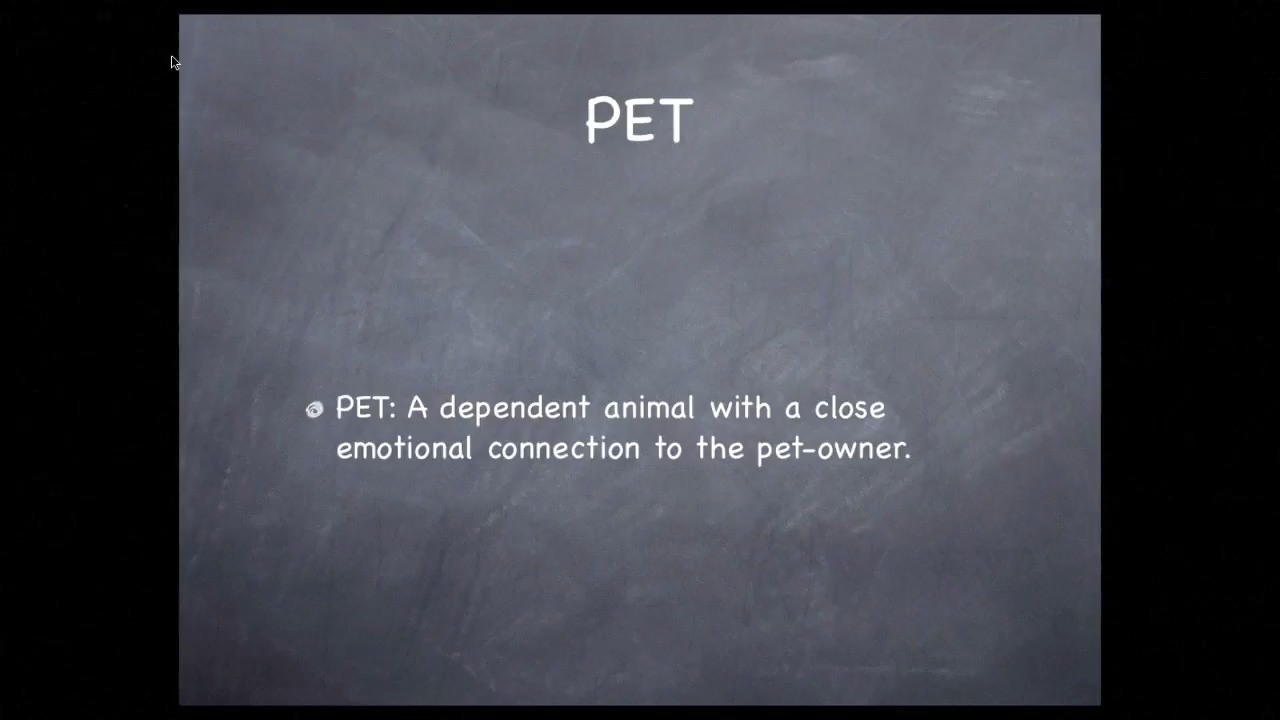 PET
PET: A dependent animal with a close
emotional connection to the pet-owner.